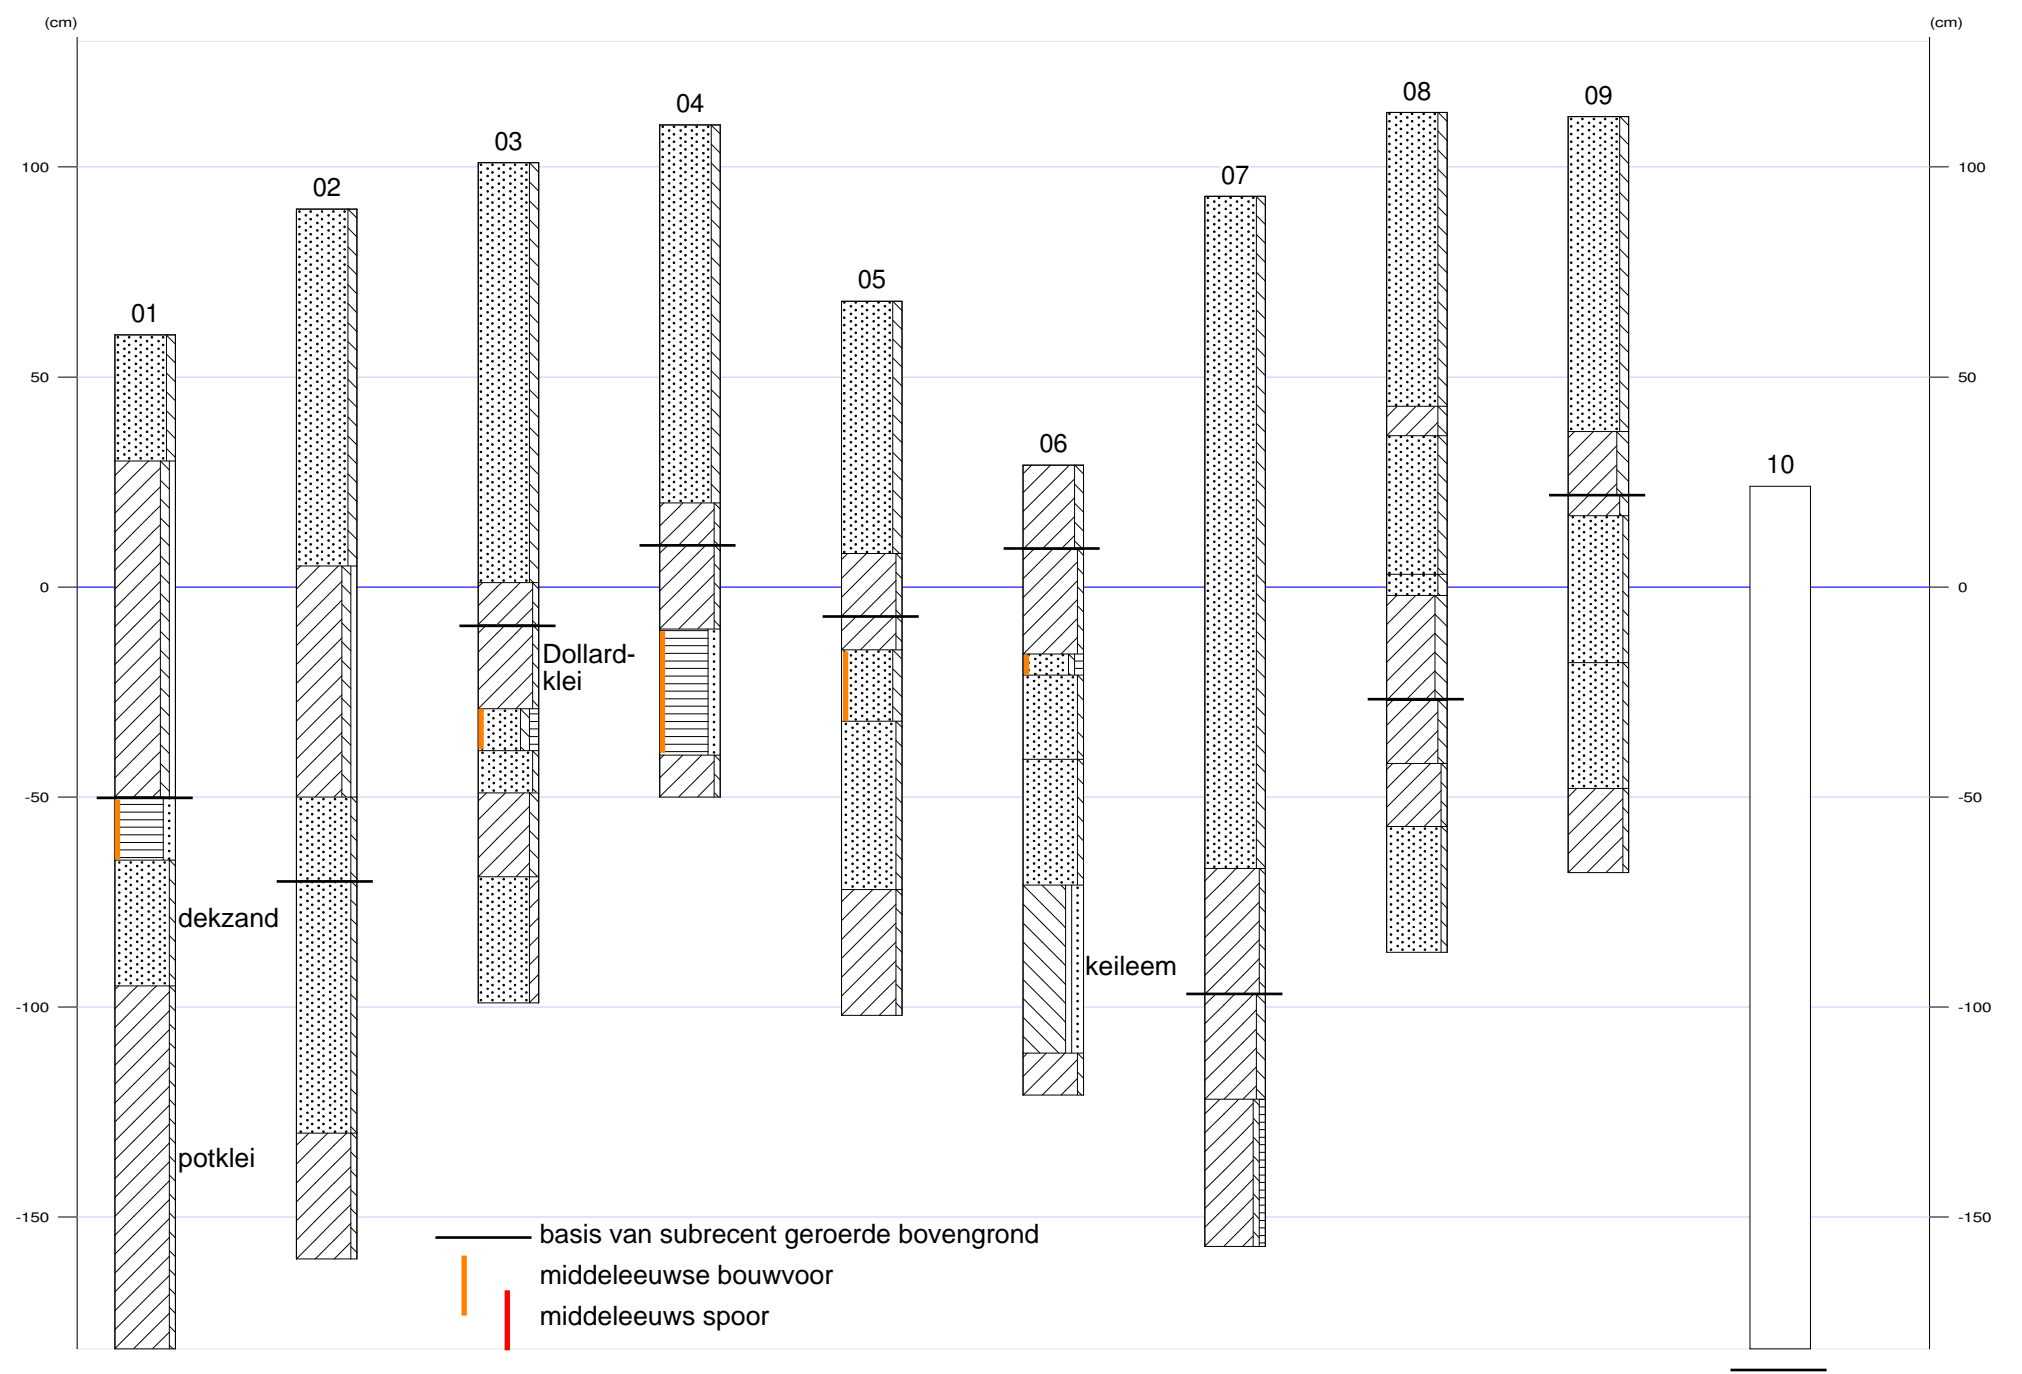 (cm)
(cm)
08
09
04
03
100
100
07
02
05
01
50
50
06
10
0
0
Dollard-
klei
-50
-50
dekzand
keileem
-100
-100
potklei
-150
-150
basis van subrecent geroerde bovengrond
middeleeuwse bouwvoor
middeleeuws spoor